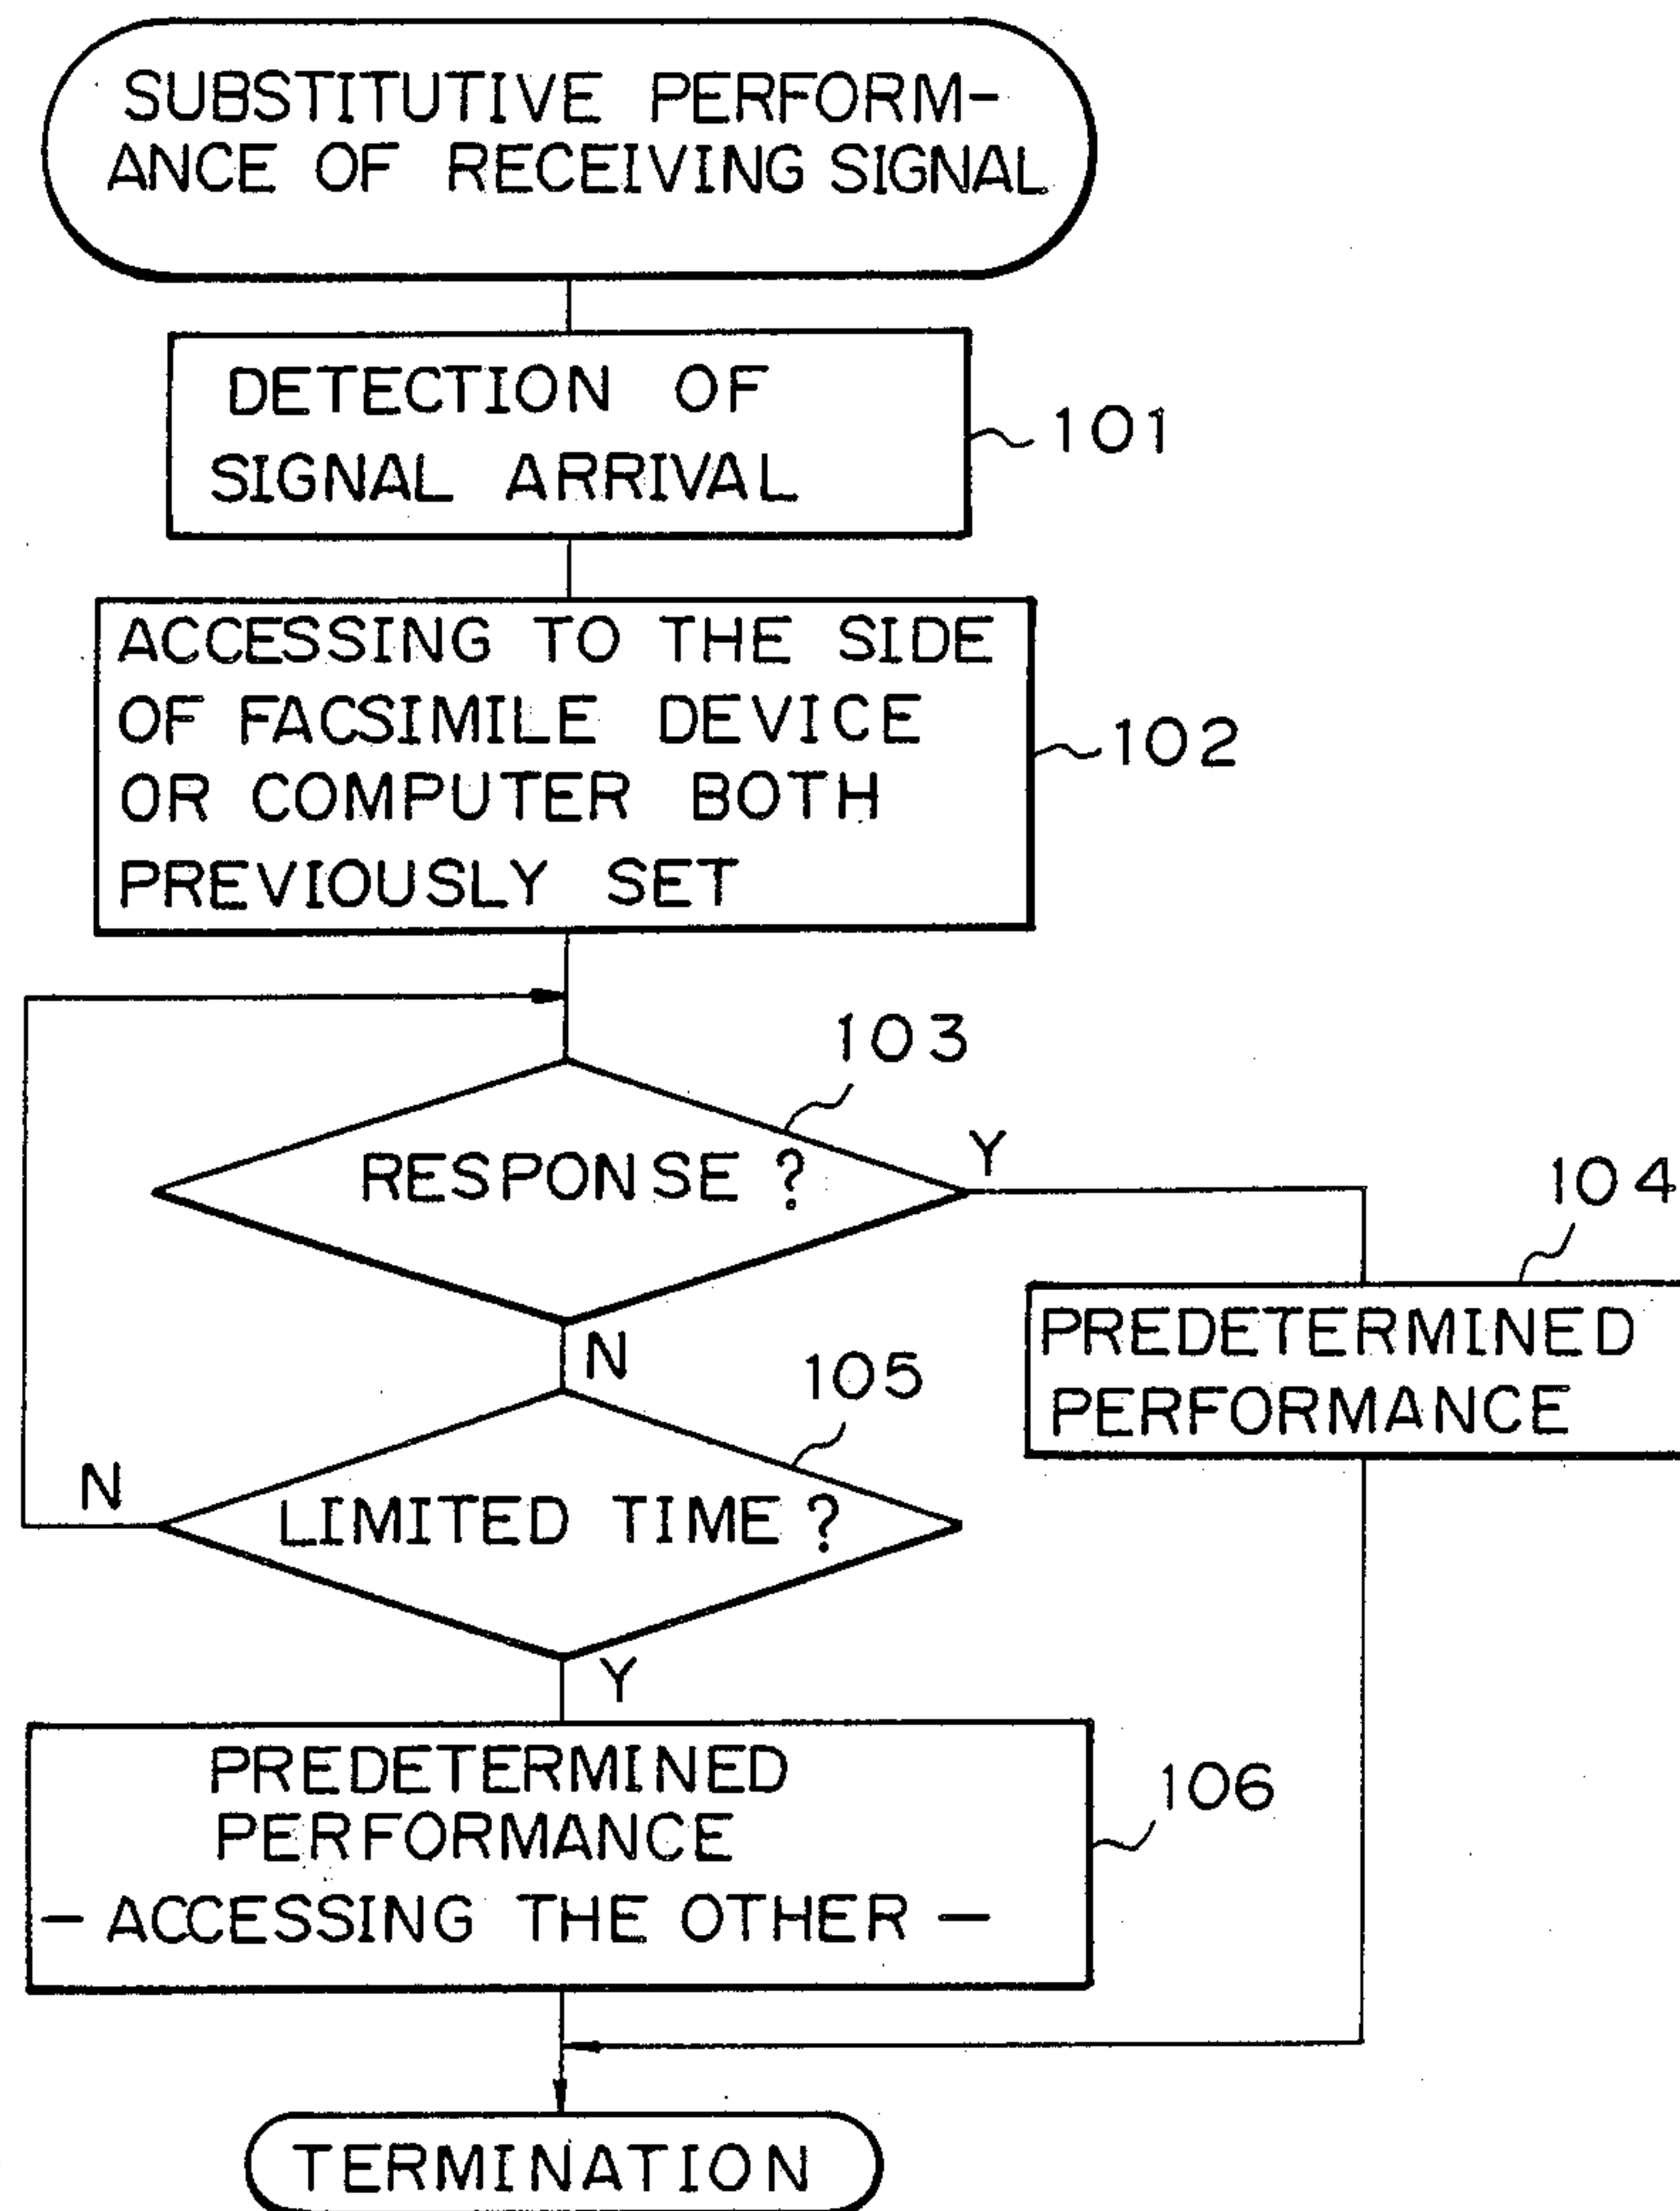 SUBSTITUTIVE PERFORM-
ANCE OF RECEIVING SIGNAL
DETECTION OF
SIGNAL ARRIVAL
101
ACCESSING TO THE SIDE
OF FACSIMILE DEVICE
OR COMPUTER BOTH
PREVIOUSLY SET
102
103
RESPONSE ?
Y
104
PREDETERMINED
PERFORMANCE
N
105
N
LIMITED TIME ?
Y
PREDETERMINED
PERFORMANCE
- ACCESSING THE OTHER -
106
TERMINATION